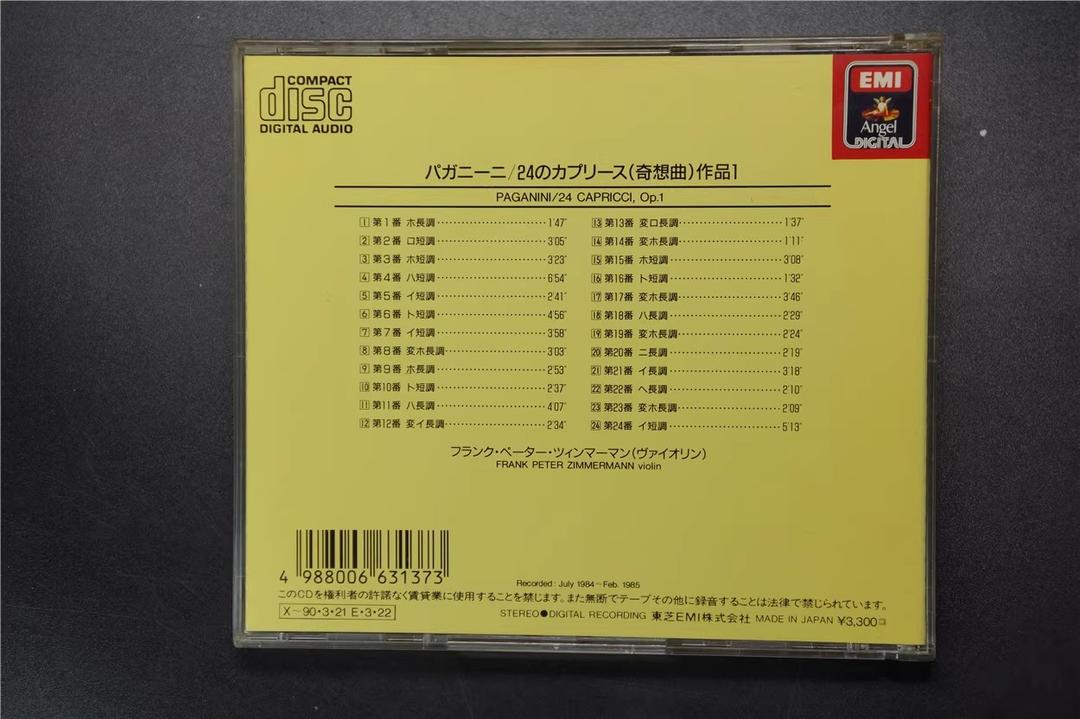 COMPACT
disc
DIGITAL AUDIO
EMI
Angel
DIGITAL
パガニーニ/24のカプリース(奇想曲)作品1
PAGANINI/24 CAPRICCI, Op.1
1 第1番 ホ長調 1'47"
2 第2番 ロ短調 3'05"
3 第3番 ホ短調 3'23"
4 第4番 ハ短調 6'54"
5 第5番 イ短調 2'41"
6 第6番 ト短調 4'56"
7 第7番 イ短調 3'58"
8 第8番 変ホ長調 3'03"
9 第9番 ホ長調 2'53"
10 第10番 ト短調 2'37"
11 第11番 ハ長調 4'07"
12 第12番 変イ長調 2'34"
13 第13番 変ロ長調 1'37"
14 第14番 変ホ長調 1'11"
15 第15番 ホ短調 3'08"
16 第16番 ト短調 1'32"
17 第17番 変ホ長調 3'46"
18 第18番 ハ長調 2'29"
19 第19番 変ホ長調 2'24"
20 第20番 ニ長調 2'19"
21 第21番 イ長調 3'18"
22 第22番 ヘ長調 2'10"
23 第23番 変ホ長調 2'09"
24 第24番 イ短調 5'13"
フランク・ペーター・ツィンマーマン(ヴァイオリン)
FRANK PETER ZIMMERMANN violin
4 988006 631373
Recorded: July 1984~Feb. 1985
このCDを権利者の許諾なく賃貸業に使用することを禁じます。また無断でテープその他に録音することは法律で禁じられています。
X~90・3・21 E・3・22
STEREO●DIGITAL RECORDING 東芝EMI株式会社 MADE IN JAPAN ¥3,300